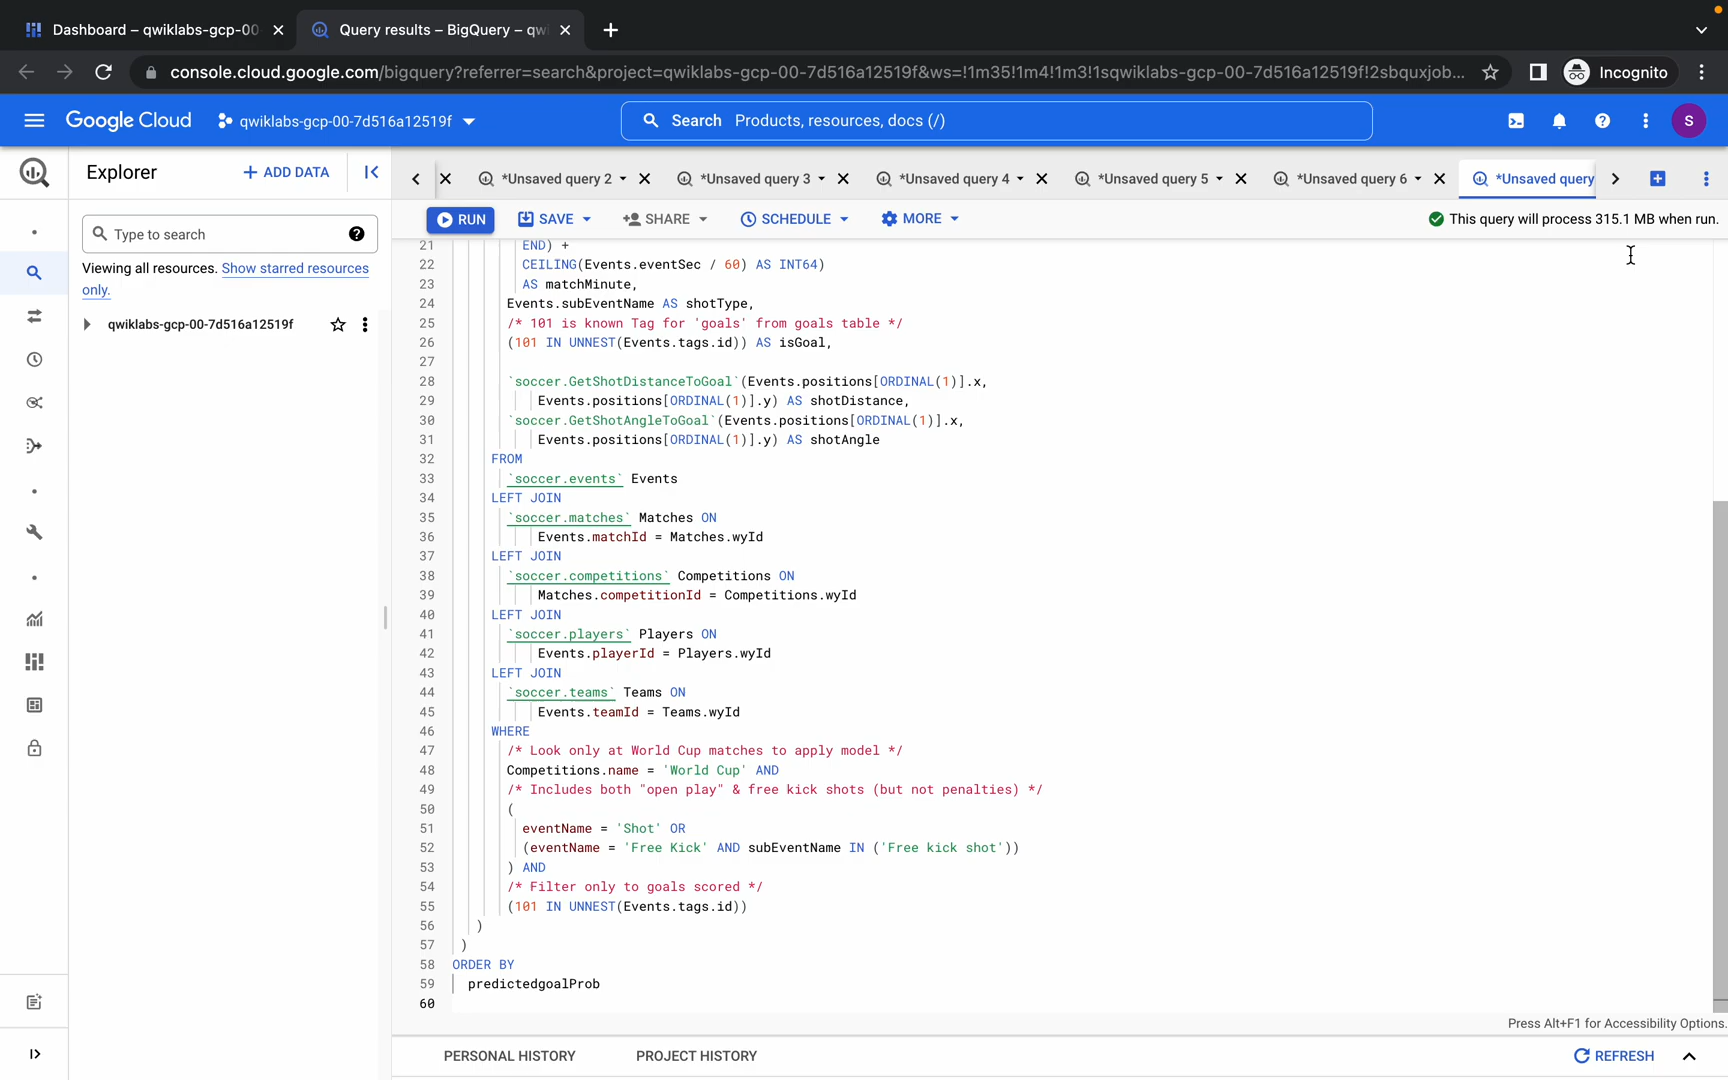 Dashboard – qwiklabs-gcp-00
Query results – BigQuery – qw
console.cloud.google.com/bigquery?referrer=search&project=qwiklabs-gcp-00-7d516a12519f&ws=!1m35!1m4!1m3!1sqwiklabs-gcp-00-7d516a12519f!2sbquxjob...
Incognito
Google Cloud
qwiklabs-gcp-00-7d516a12519f
Search Products, resources, docs (/)
S
Explorer
+ ADD DATA
*Unsaved query 2
*Unsaved query 3
*Unsaved query 4
*Unsaved query 5
*Unsaved query 6
*Unsaved query
RUN
SAVE
SHARE
SCHEDULE
MORE
This query will process 315.1 MB when run.
Type to search
Viewing all resources. Show starred resources
only.
qwiklabs-gcp-00-7d516a12519f
21 END) +
22 CEILING(Events.eventSec / 60) AS INT64)
23 AS matchMinute,
24 Events.subEventName AS shotType,
25 /* 101 is known Tag for 'goals' from goals table */
26 (101 IN UNNEST(Events.tags.id)) AS isGoal,
27
28 `soccer.GetShotDistanceToGoal`(Events.positions[ORDINAL(1)].x,
29 Events.positions[ORDINAL(1)].y) AS shotDistance,
30 `soccer.GetShotAngleToGoal`(Events.positions[ORDINAL(1)].x,
31 Events.positions[ORDINAL(1)].y) AS shotAngle
32 FROM
33 `soccer.events` Events
34 LEFT JOIN
35 `soccer.matches` Matches ON
36 Events.matchId = Matches.wyId
37 LEFT JOIN
38 `soccer.competitions` Competitions ON
39 Matches.competitionId = Competitions.wyId
40 LEFT JOIN
41 `soccer.players` Players ON
42 Events.playerId = Players.wyId
43 LEFT JOIN
44 `soccer.teams` Teams ON
45 Events.teamId = Teams.wyId
46 WHERE
47 /* Look only at World Cup matches to apply model */
48 Competitions.name = 'World Cup' AND
49 /* Includes both "open play" & free kick shots (but not penalties) */
50 (
51 eventName = 'Shot' OR
52 (eventName = 'Free Kick' AND subEventName IN ('Free kick shot'))
53 ) AND
54 /* Filter only to goals scored */
55 (101 IN UNNEST(Events.tags.id))
56 )
57 )
58 ORDER BY
59 predictedgoalProb
60
Press Alt+F1 for Accessibility Options.
PERSONAL HISTORY
PROJECT HISTORY
REFRESH